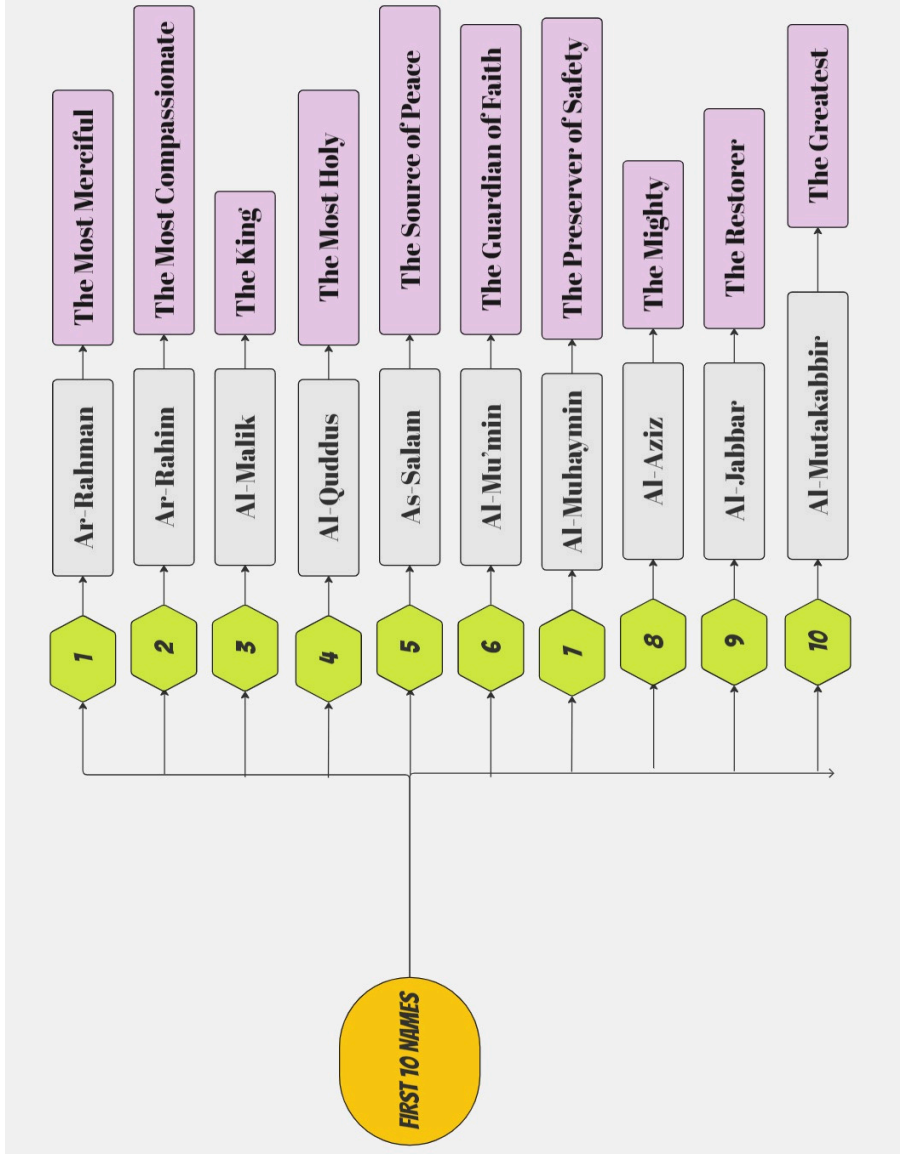 FIRST 10 NAMES
1
Ar-Rahman
The Most Merciful
2
Ar-Rahim
The Most Compassionate
3
Al-Malik
The King
4
Al-Quddus
The Most Holy
5
As-Salam
The Source of Peace
6
Al-Mu'min
The Guardian of Faith
7
Al-Muhaymin
The Preserver of Safety
8
Al-Aziz
The Mighty
9
Al-Jabbar
The Restorer
10
Al-Mutakabbir
The Greatest